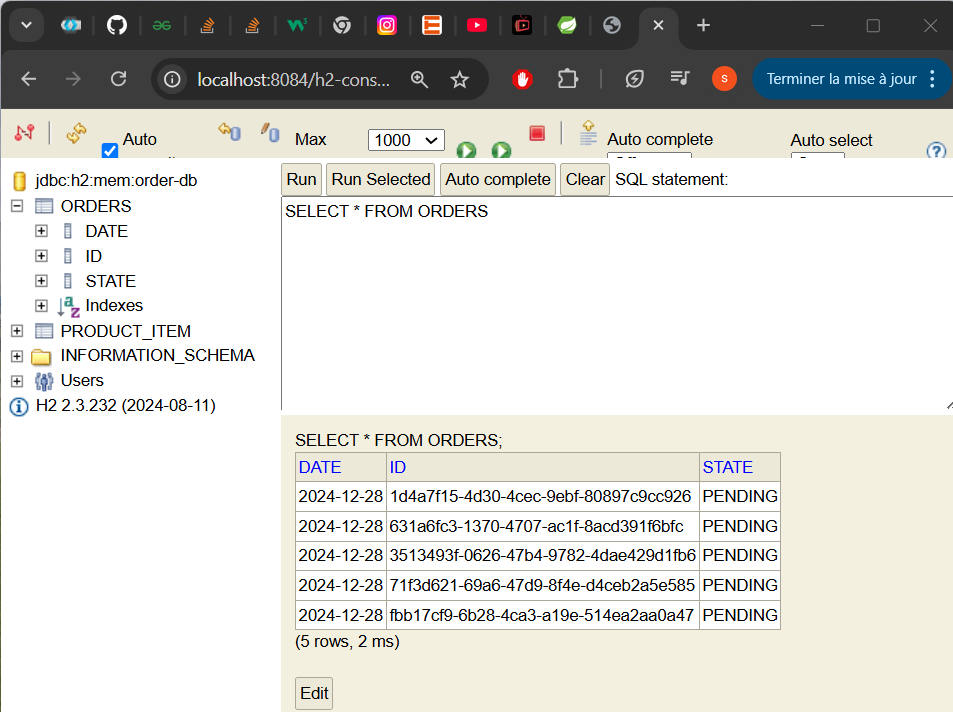 localhost:8084/h2-cons...
S
Terminer la mise à jour
Auto
Max
1000
Auto complete
Auto select
jdbc:h2:mem:order-db
ORDERS
DATE
ID
STATE
Indexes
PRODUCT_ITEM
INFORMATION_SCHEMA
Users
H2 2.3.232 (2024-08-11)
Run Run Selected Auto complete Clear SQL statement:
SELECT * FROM ORDERS
SELECT * FROM ORDERS;
DATE ID STATE
2024-12-28 1d4a7f15-4d30-4cec-9ebf-80897c9cc926 PENDING
2024-12-28 631a6fc3-1370-4707-ac1f-8acd391f6bfc PENDING
2024-12-28 3513493f-0626-47b4-9782-4dae429d1fb6 PENDING
2024-12-28 71f3d621-69a6-47d9-8f4e-d4ceb2a5e585 PENDING
2024-12-28 fbb17cf9-6b28-4ca3-a19e-514ea2aa0a47 PENDING
(5 rows, 2 ms)
Edit